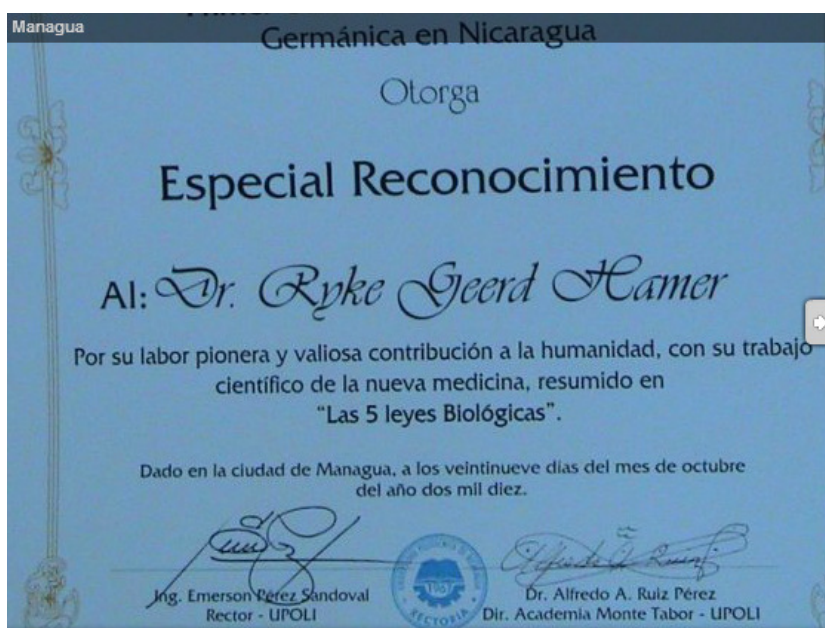 Managua
Germánica en Nicaragua
Otorga
Especial Reconocimiento
Al: Dr. Ryke Geerd Hamer
Por su labor pionera y valiosa contribución a la humanidad, con su trabajo
científico de la nueva medicina, resumido en
"Las 5 leyes Biológicas".
Dado en la ciudad de Managua, a los veintinueve días del mes de octubre
del año dos mil diez.
Ing. Emerson Pérez Sandoval
Rector - UPOLI
Dr. Alfredo A. Ruiz Pérez
Dir. Academia Monte Tabor - UPOLI
1967
RECTORIA